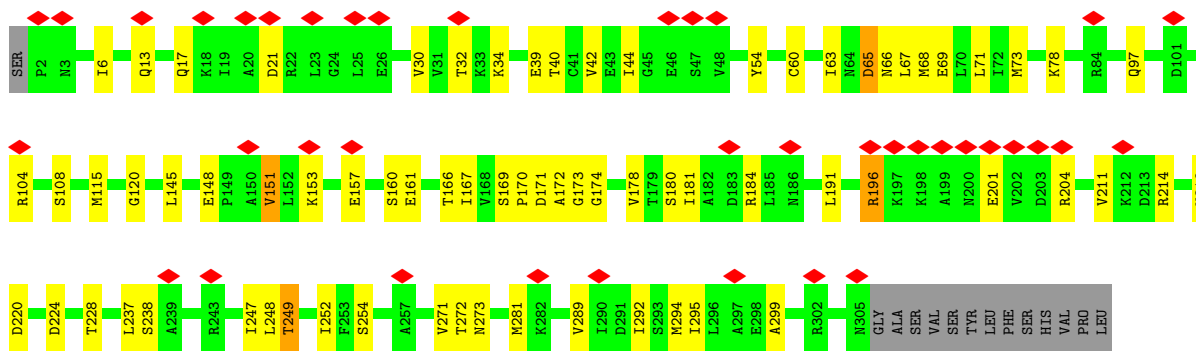 SER P2 N3 I6 Q13 Q17 K18 I19 A20 D21 R22 L23 G24 L25 E26 V30 V31 T32 K33 K34 E39 T40 C41 V42 E43 I44 G45 E46 S47 V48 Y54 C60 I63 N64 D65 N66 L67 M68 E69 L70 L71 I72 M73 K78 R84 Q97 D101
R104 S108 M115 G120 L145 E148 P149 A150 V151 L152 K153 E157 S160 E161 T166 I167 V168 S169 P170 D171 A172 G173 G174 V178 T179 S180 I181 A182 D183 R184 L185 N186 L191 R196 K197 K198 A199 N200 E201 V202 D203 R204 V211 K212 D213 R214
D220 D224 T228 L237 S238 A239 R243 I247 L248 T249 I252 F253 S254 A257 V271 T272 N273 M281 K282 V289 I290 D291 I292 S293 M294 I295 L296 A297 E298 A299 R302 N305 GLY ALA SER VAL SER TYR LEU PHE SER HIS VAL PRO LEU